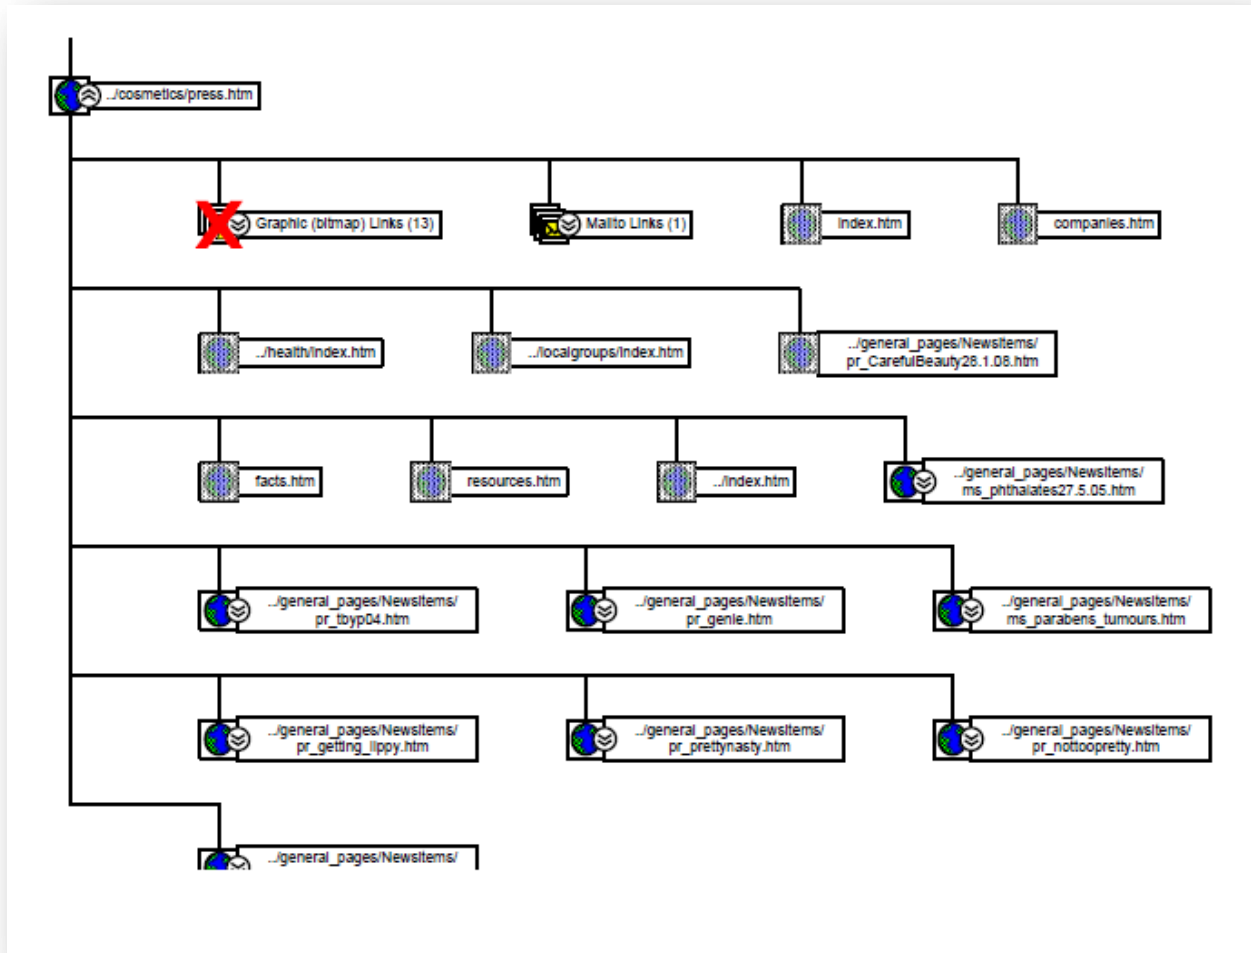 ../cosmetics/press.htm
Graphic (bitmap) Links (13)
Mailto Links (1)
index.htm
companies.htm
../health/index.htm
../localgroups/index.htm
../general_pages/NewsItems/
pr_CarefulBeauty28.1.08.htm
facts.htm
resources.htm
../index.htm
../general_pages/NewsItems/
ms_phthalates27.5.05.htm
../general_pages/NewsItems/
pr_tbyp04.htm
../general_pages/NewsItems/
pr_genie.htm
../general_pages/NewsItems/
ms_parabens_tumours.htm
../general_pages/NewsItems/
pr_getting_lippy.htm
../general_pages/NewsItems/
pr_prettynasty.htm
../general_pages/NewsItems/
pr_nottoopretty.htm
../general_pages/NewsItems/